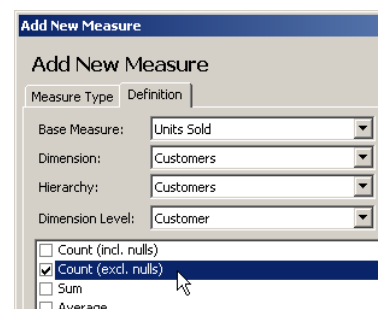 Add New Measure
Add New Measure
Measure Type Definition
Base Measure: Units Sold
Dimension: Customers
Hierarchy: Customers
Dimension Level: Customer
Count (incl. nulls)
Count (excl. nulls)
Sum
Average